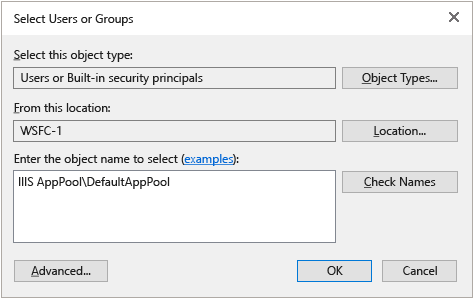 Select Users or Groups
Select this object type:
Users or Built-in security principals
Object Types...
From this location:
WSFC-1
Location...
Enter the object name to select (examples):
IIIS AppPool\DefaultAppPool
Check Names
Advanced...
OK
Cancel